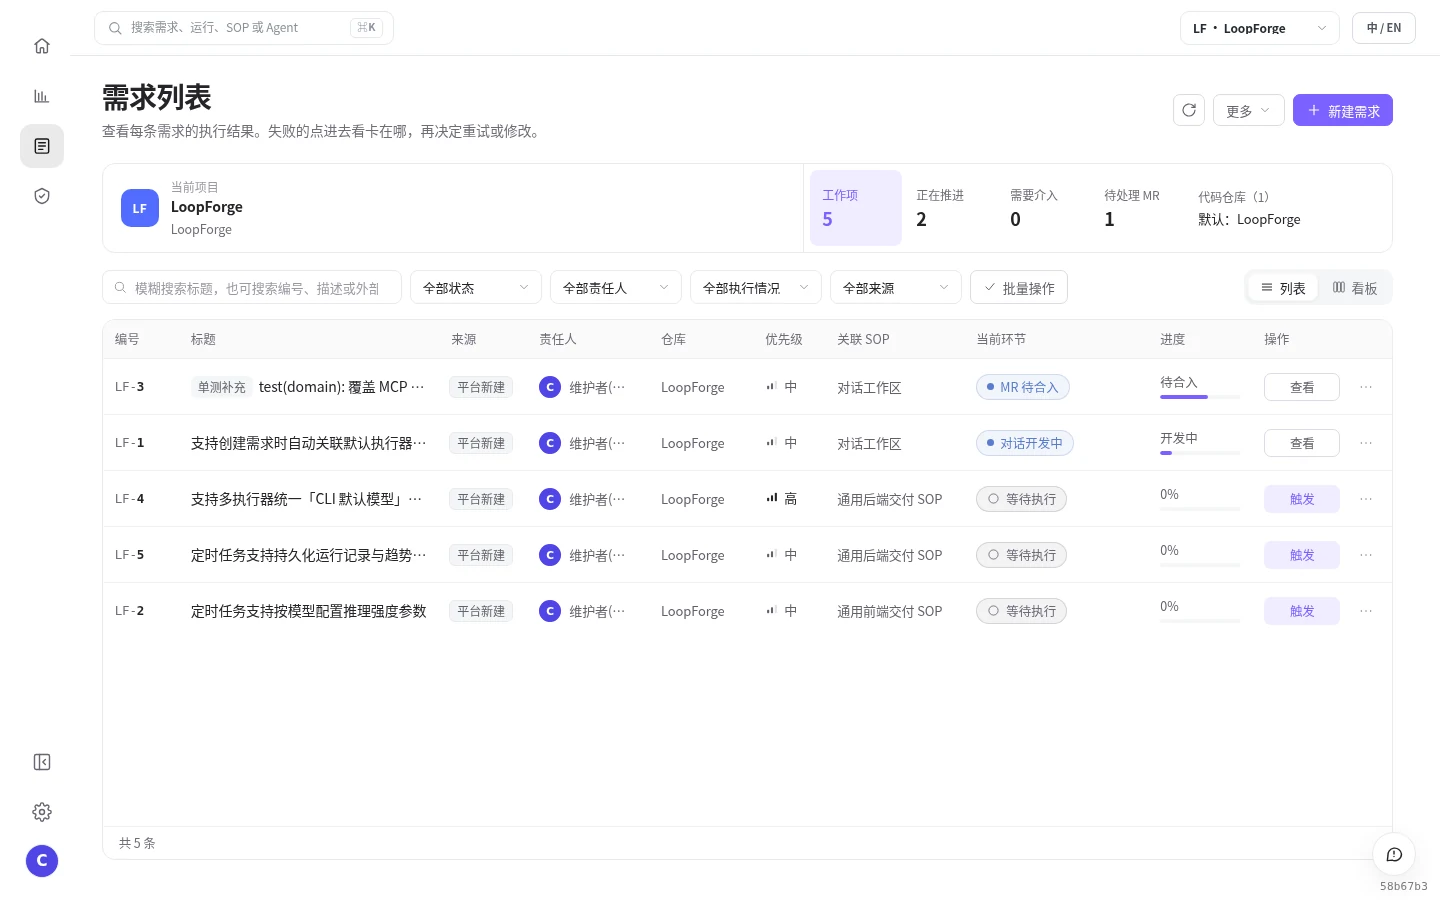 搜索需求、运行、SOP 或 Agent
⌘K
LF · LoopForge
中 / EN
需求列表
查看每条需求的执行结果。失败的点进去看卡在哪，再决定重试或修改。
更多
新建需求
LF
当前项目
LoopForge
LoopForge
工作项
5
正在推进
2
需要介入
0
待处理 MR
1
代码仓库（1）
默认：LoopForge
模糊搜索标题，也可搜索编号、描述或外部
全部状态
全部责任人
全部执行情况
全部来源
批量操作
列表
看板
编号 标题 来源 责任人 仓库 优先级 关联 SOP 当前环节 进度 操作
LF-3 单测补充 test(domain): 覆盖 MCP ⋯ 平台新建 C 维护者(⋯ LoopForge 中 对话工作区 MR 待合入 待合入 查看 ⋯
LF-1 支持创建需求时自动关联默认执行器⋯ 平台新建 C 维护者(⋯ LoopForge 中 对话工作区 对话开发中 开发中 查看 ⋯
LF-4 支持多执行器统一「CLI 默认模型」⋯ 平台新建 C 维护者(⋯ LoopForge 高 通用后端交付 SOP 等待执行 0% 触发 ⋯
LF-5 定时任务支持持久化运行记录与趋势⋯ 平台新建 C 维护者(⋯ LoopForge 中 通用后端交付 SOP 等待执行 0% 触发 ⋯
LF-2 定时任务支持按模型配置推理强度参数 平台新建 C 维护者(⋯ LoopForge 中 通用前端交付 SOP 等待执行 0% 触发 ⋯
共 5 条
C
58b67b3